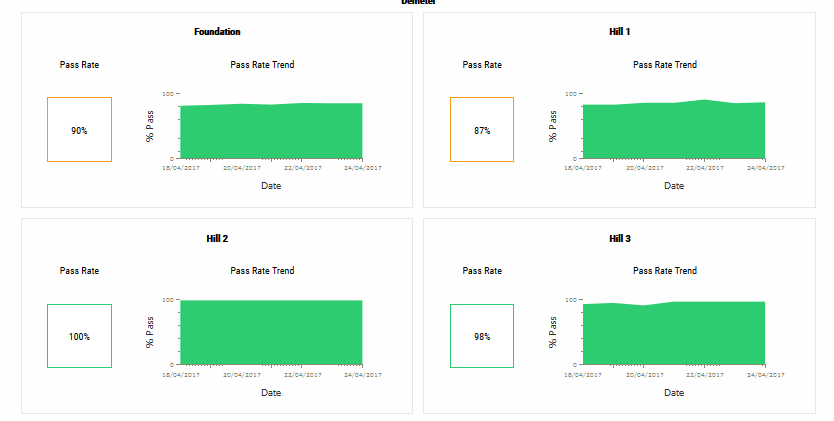 Demeter
Foundation
Pass Rate
Pass Rate Trend
90%
% Pass
100
0
18/04/2017 20/04/2017 22/04/2017 24/04/2017
Date
Hill 1
Pass Rate
Pass Rate Trend
87%
% Pass
100
0
18/04/2017 20/04/2017 22/04/2017 24/04/2017
Date
Hill 2
Pass Rate
Pass Rate Trend
100%
% Pass
100
0
18/04/2017 20/04/2017 22/04/2017 24/04/2017
Date
Hill 3
Pass Rate
Pass Rate Trend
98%
% Pass
100
0
18/04/2017 20/04/2017 22/04/2017 24/04/2017
Date